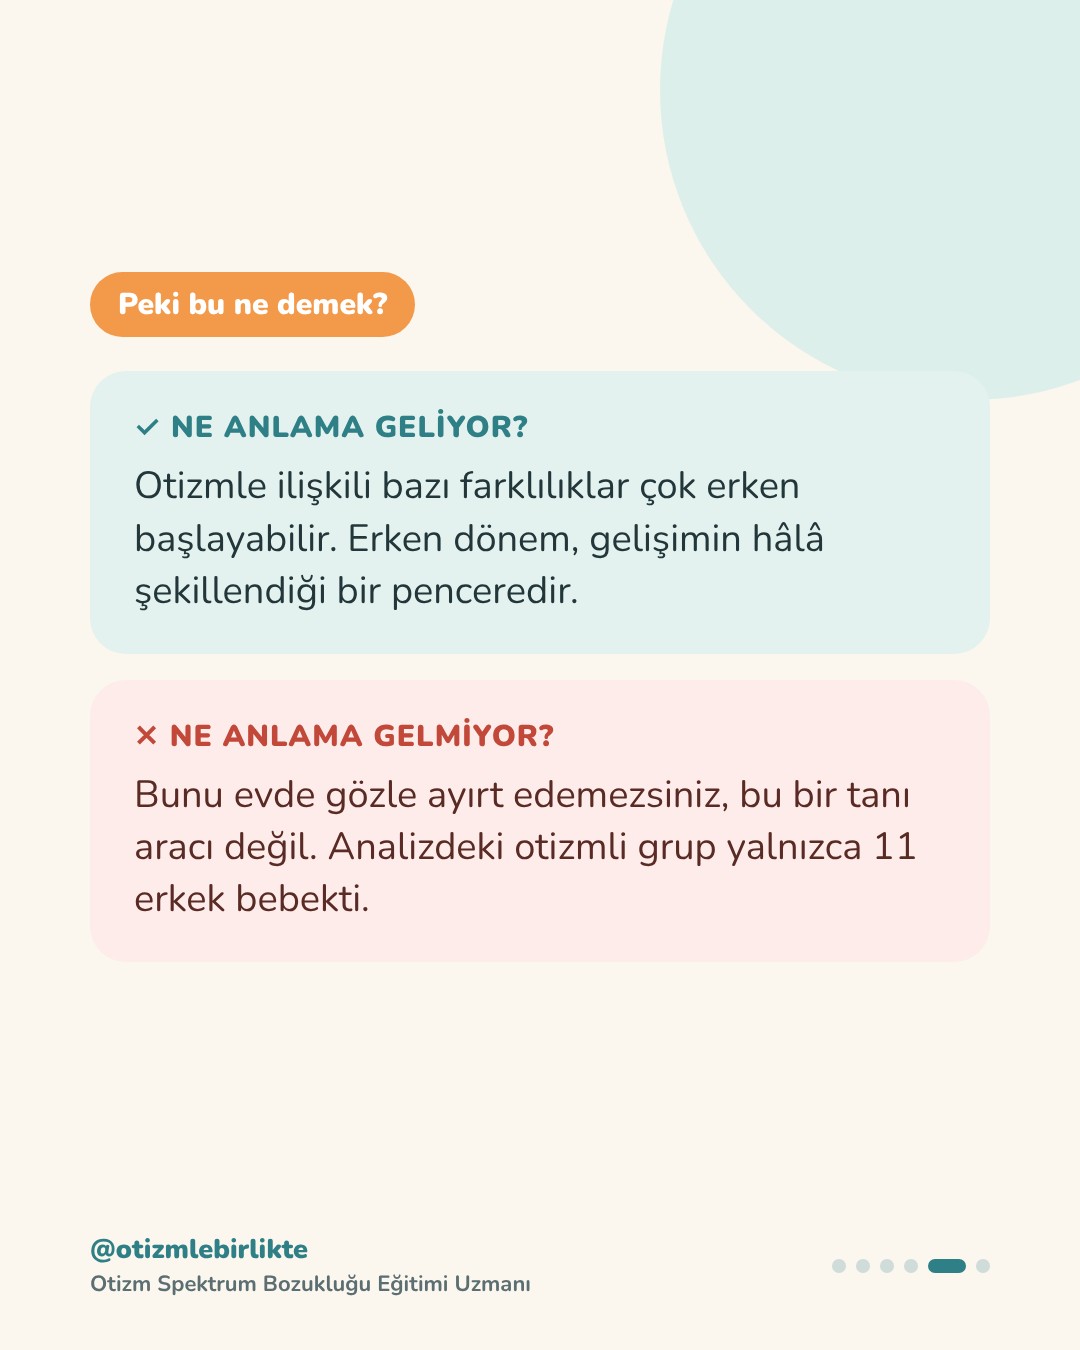 Peki bu ne demek?
✓ NE ANLAMA GELİYOR?
Otizmle ilişkili bazı farklılıklar çok erken
başlayabilir. Erken dönem, gelişimin hâlâ
şekillendiği bir penceredir.
✕ NE ANLAMA GELMİYOR?
Bunu evde gözle ayırt edemezsiniz, bu bir tanı
aracı değil. Analizdeki otizmli grup yalnızca 11
erkek bebekti.
@otizmlebirlikte
Otizm Spektrum Bozukluğu Eğitimi Uzmanı